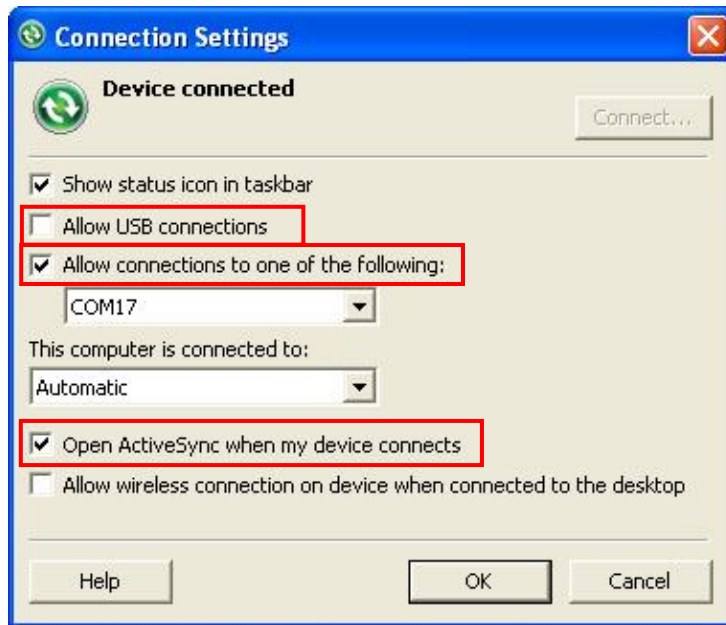 Connection Settings
Device connected
Connect...
Show status icon in taskbar
Allow USB connections
Allow connections to one of the following:
COM17
This computer is connected to:
Automatic
Open ActiveSync when my device connects
Allow wireless connection on device when connected to the desktop
Help OK Cancel